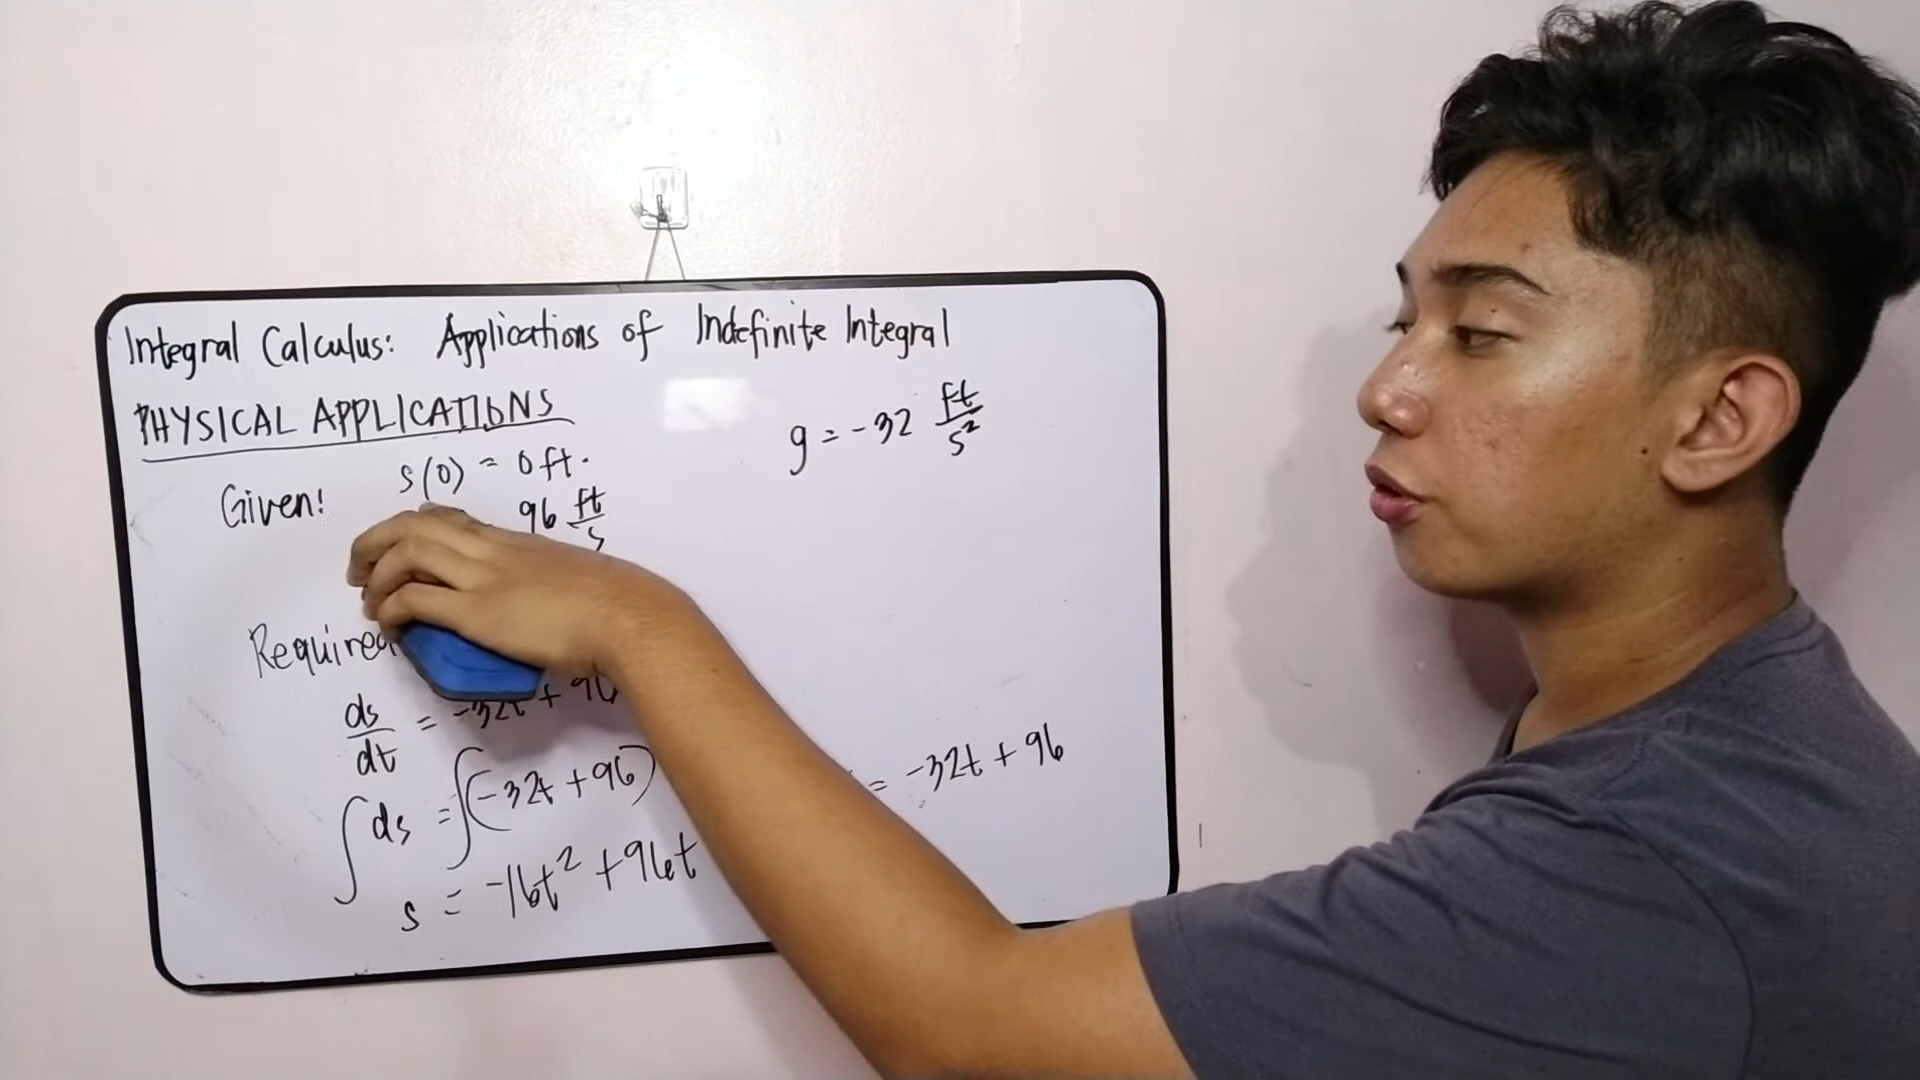 Integral Calculus: Applications of Indefinite Integral
PHYSICAL APPLICATIONS
g = -32 ft/s²
s(0) = 0 ft.
Given!
96 ft/s
Required
ds/dt = -32t + 96
∫ds = ∫(-32t + 96)
= -32t + 96
s = -16t² + 96t